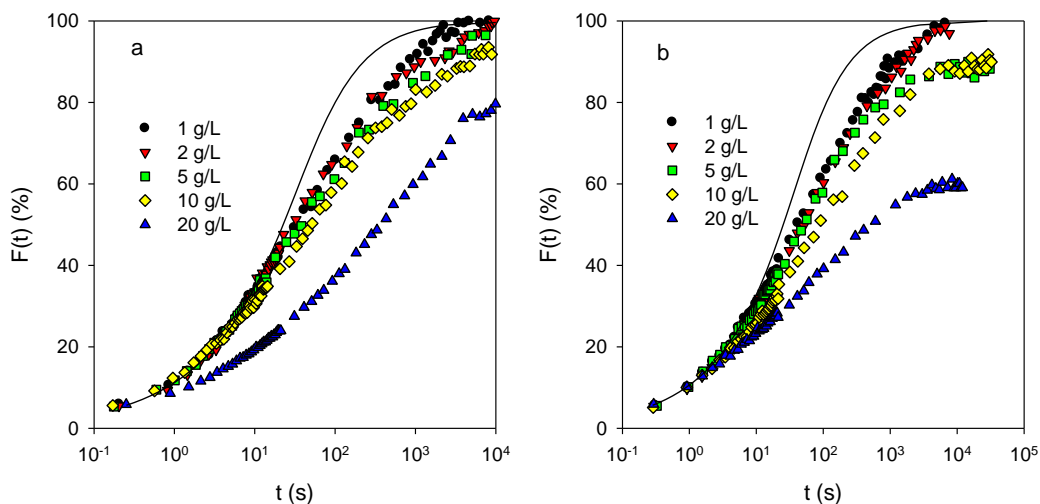 a
100
80
60
40
20
0
F(t) (%)
1 g/L
2 g/L
5 g/L
10 g/L
20 g/L
10⁻¹ 10⁰ 10¹ 10² 10³ 10⁴
t (s)
b
100
80
60
40
20
0
F(t) (%)
1 g/L
2 g/L
5 g/L
10 g/L
20 g/L
10⁻¹ 10⁰ 10¹ 10² 10³ 10⁴ 10⁵
t (s)